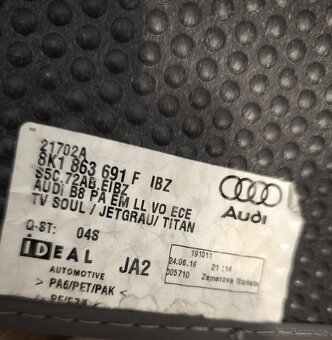 21702A
8K1 863 691 F IBZ
S5C.72AB.EIBZ
AUDI B8 PA EM LL VO ECE
TV SOUL / JETGRAU/ TiTAN
Audi
Q-ST: 04S
iDEAL
AUTOMOTIVE
JA2
191011
24.06.16 21:14
005710
> PA6/PET/PAK<